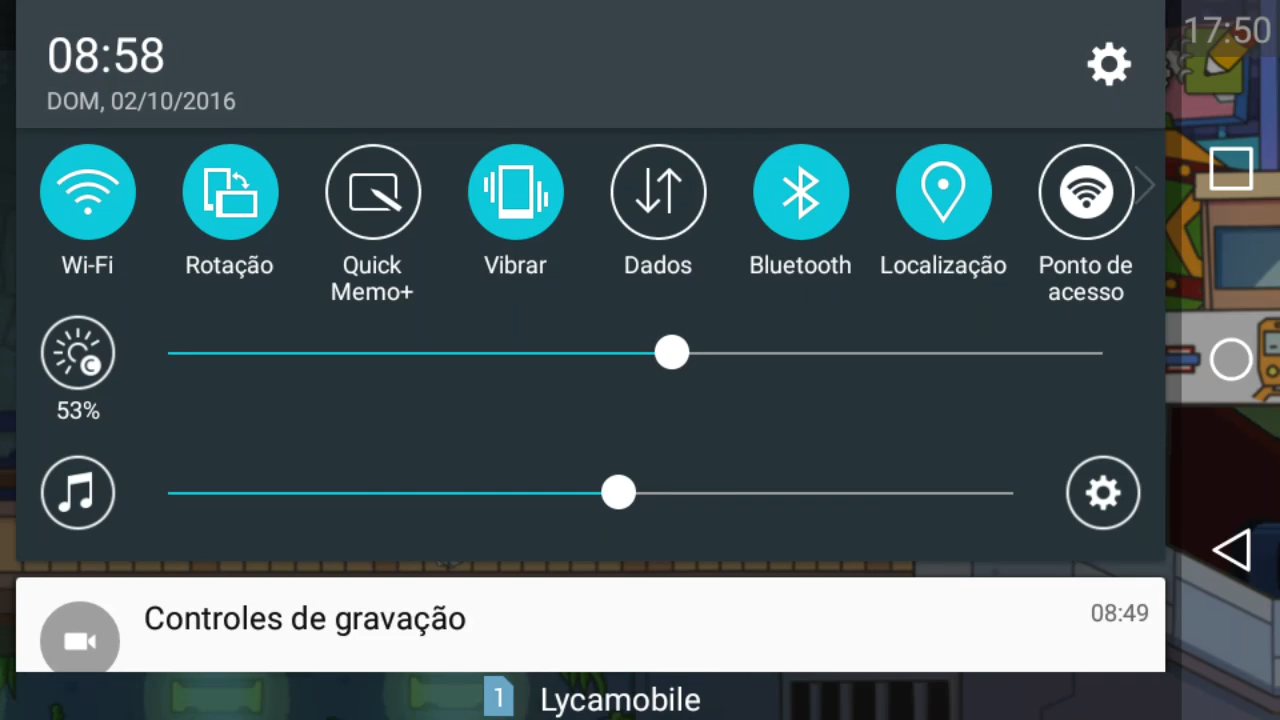 17:50
08:58
DOM, 02/10/2016
Wi-Fi
Rotação
Quick
Memo+
Vibrar
Dados
Bluetooth
Localização
Ponto de
acesso
53%
Controles de gravação
08:49
1 Lycamobile